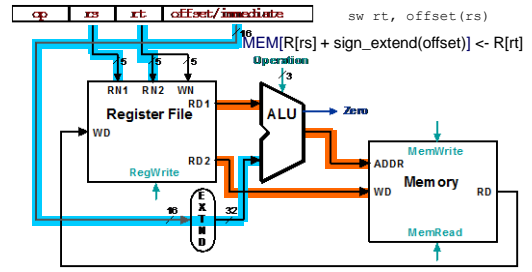 op rs rt offset/immediate
sw rt, offset(rs)
16
MEM[R[rs] + sign_extend(offset)] <- R[rt]
5 5 5
Operation
3
RN1 RN2 WN
RD1
Register File
ALU
Zero
WD
MemWrite
ADDR
RD2
Memory
RegWrite
WD
RD
16
EXTND
32
MemRead